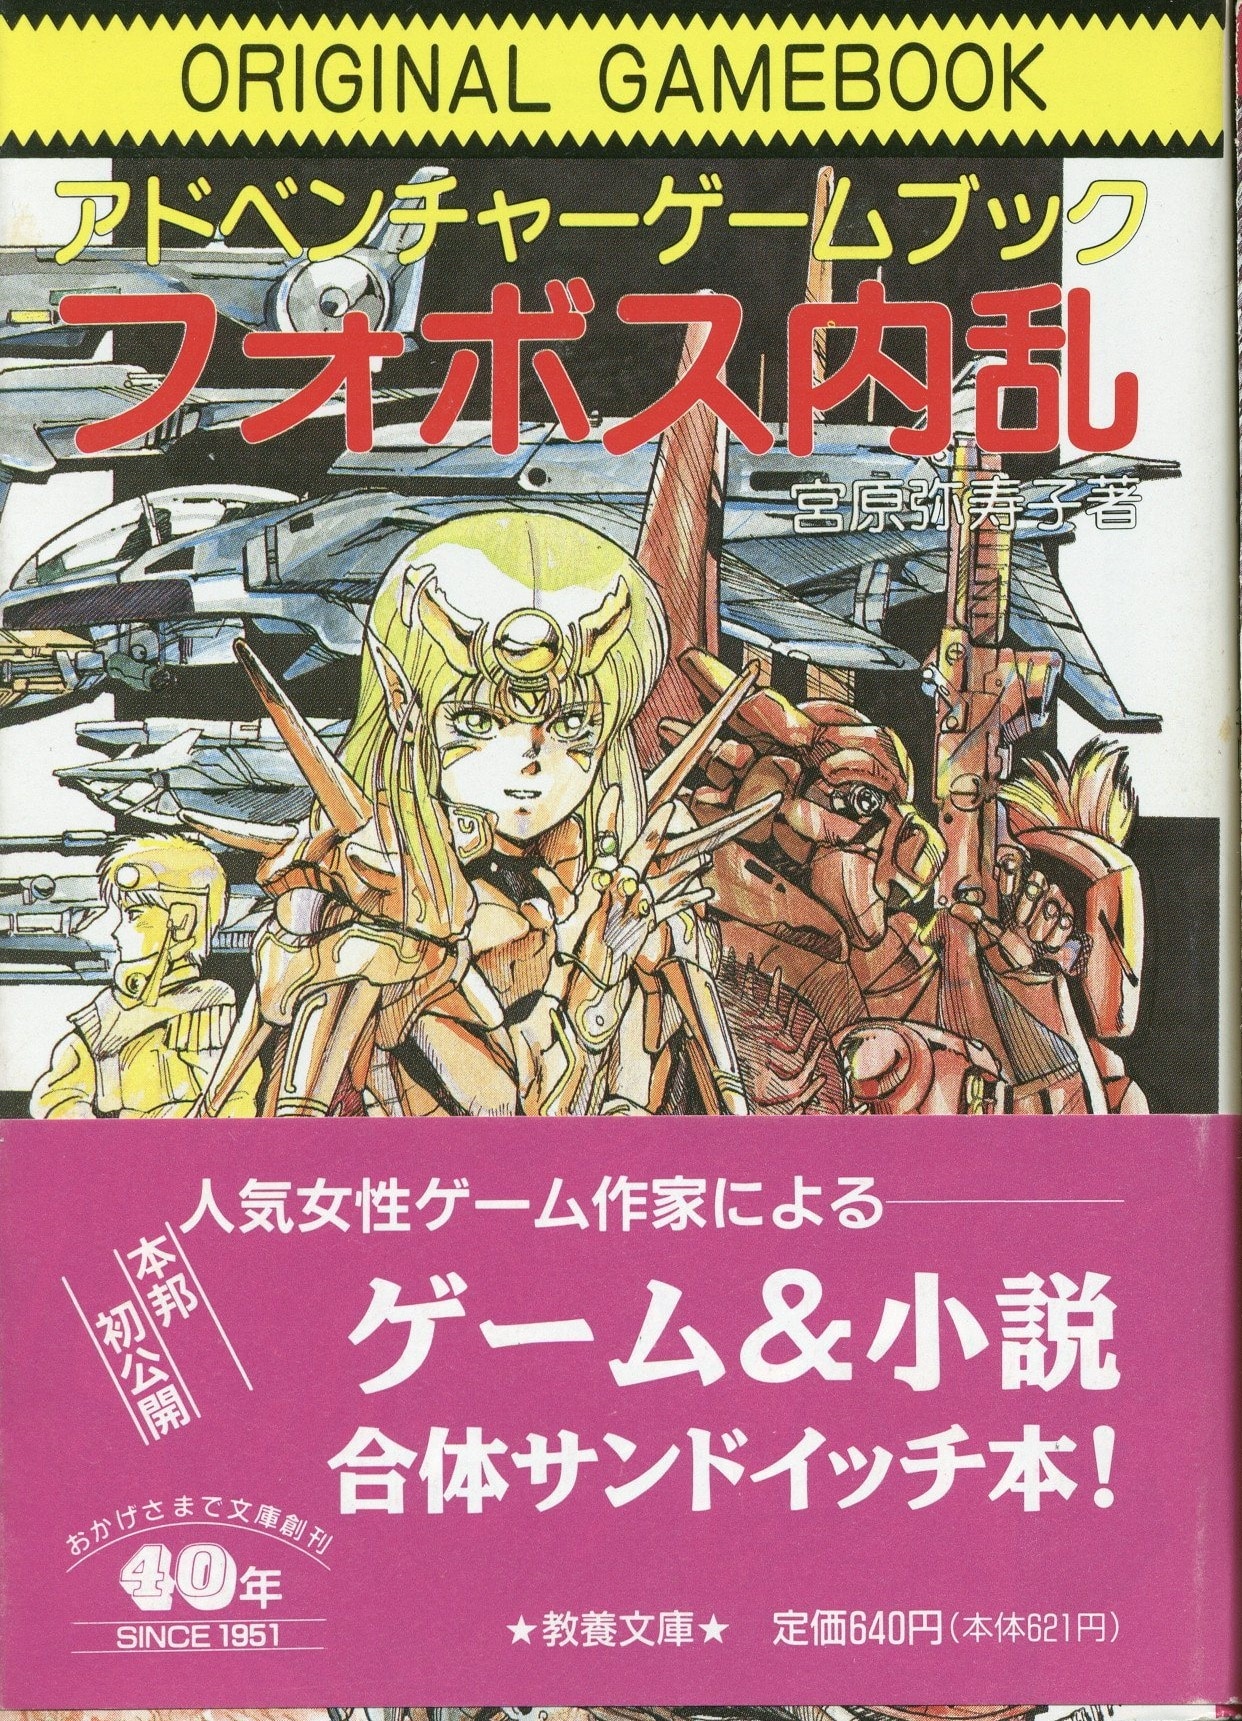 ORIGINAL GAMEBOOK
アドベンチャーゲームブック
フォボス内乱
宮原弥寿子著
人気女性ゲーム作家による
本邦
初公開
ゲーム&小説
合体サンドイッチ本!
おかげさまで文庫創刊
40年
SINCE 1951
★教養文庫★ 定価640円(本体621円)